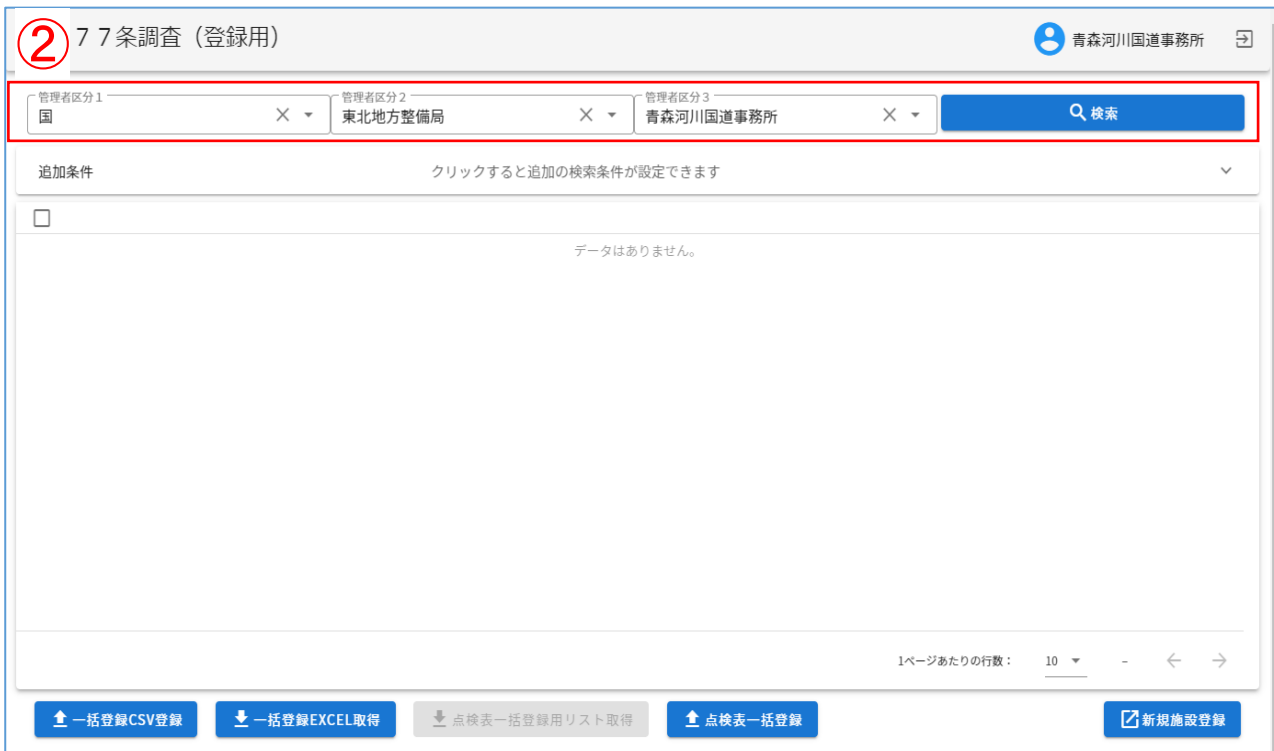 ② ７７条調査（登録用）
青森河川国道事務所
管理者区分１ 管理者区分２ 管理者区分３
国 東北地方整備局 青森河川国道事務所 検索
追加条件 クリックすると追加の検索条件が設定できます
データはありません。
1ページあたりの行数： 10 –
一括登録CSV登録 一括登録EXCEL取得 点検表一括登録用リスト取得 点検表一括登録 新規施設登録